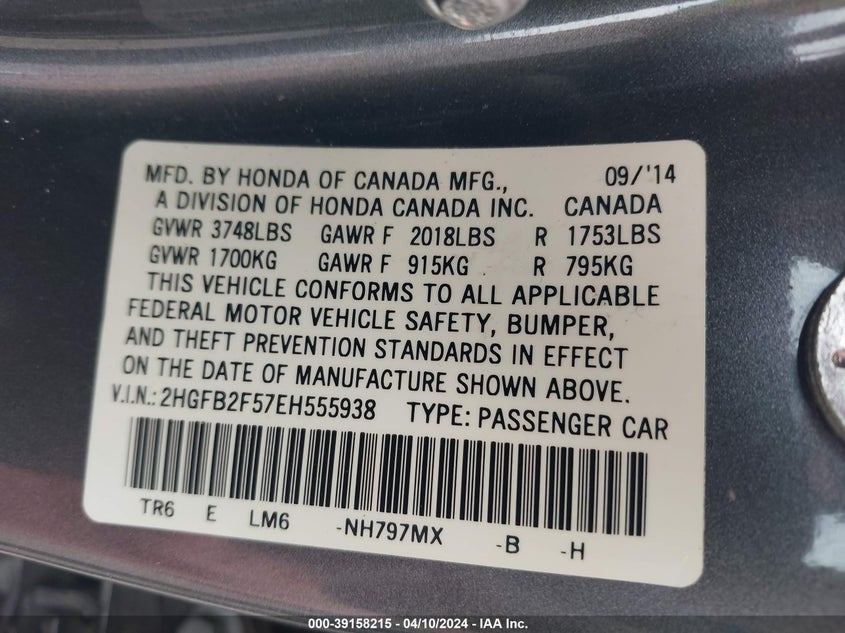 MFD. BY HONDA OF CANADA MFG., 09/'14
A DIVISION OF HONDA CANADA INC. CANADA
GVWR 3748LBS GAWR F 2018LBS R 1753LBS
GVWR 1700KG GAWR F 915KG R 795KG
THIS VEHICLE CONFORMS TO ALL APPLICABLE
FEDERAL MOTOR VEHICLE SAFETY, BUMPER,
AND THEFT PREVENTION STANDARDS IN EFFECT
ON THE DATE OF MANUFACTURE SHOWN ABOVE.
V.I.N.: 2HGFB2F57EH555938 TYPE: PASSENGER CAR
TR6 E LM6 -NH797MX -B -H
000-39158215 - 04/10/2024 - IAA Inc.